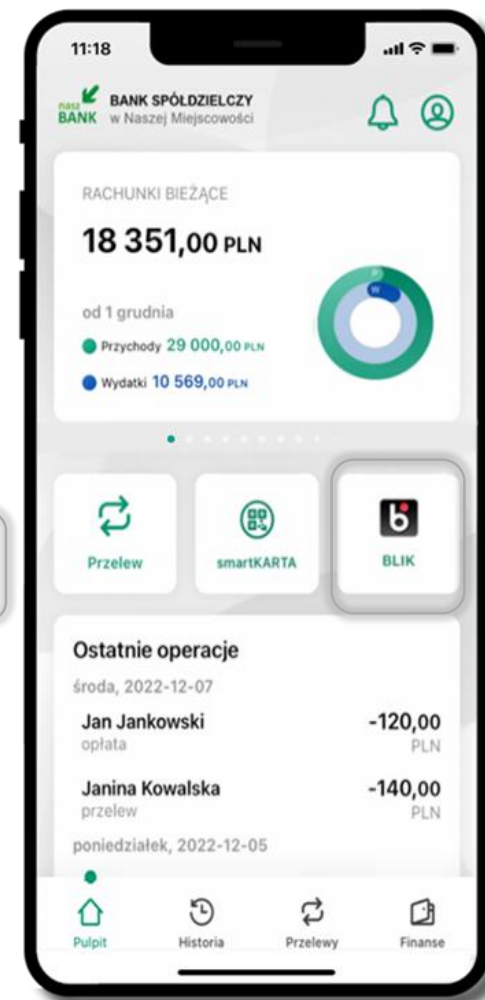 11:18
nasz BANK
BANK SPÓŁDZIELCZY
w Naszej Miejscowości
RACHUNKI BIEŻĄCE
18 351,00 PLN
od 1 grudnia
Przychody 29 000,00 PLN
Wydatki 10 569,00 PLN
P
W
Przelew
smartKARTA
BLIK
Ostatnie operacje
środa, 2022-12-07
Jan Jankowski -120,00
opłata PLN
Janina Kowalska -140,00
przelew PLN
poniedziałek, 2022-12-05
Pulpit Historia Przelewy Finanse